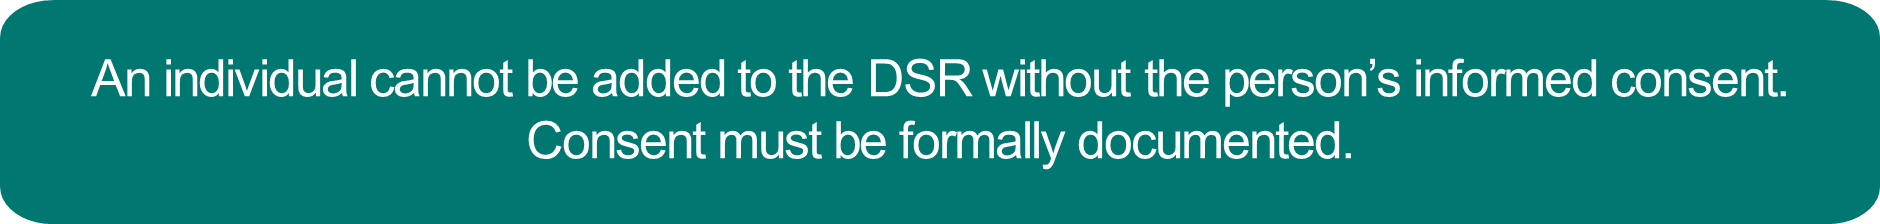 An individual cannot be added to the DSR without the person’s informed consent.
Consent must be formally documented.